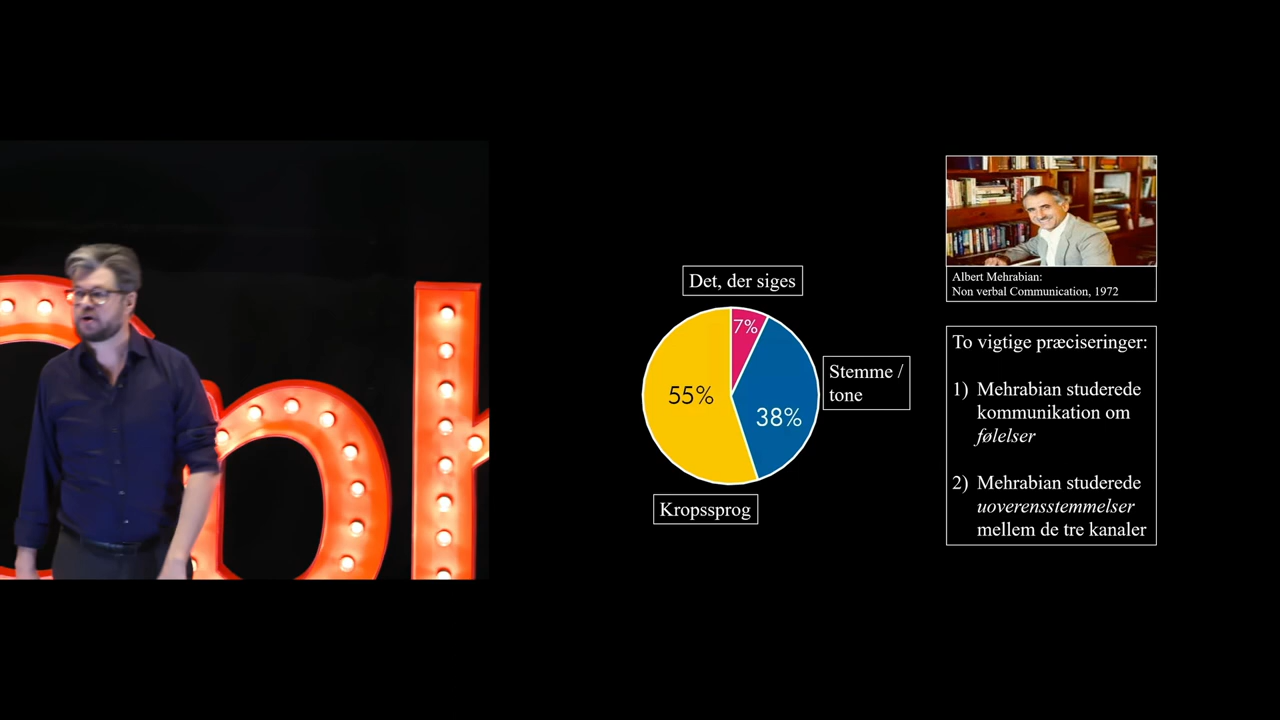 Det, der siges
7%
55%
38%
Stemme /
tone
Kropssprog
Albert Mehrabian:
Non verbal Communication, 1972
To vigtige præciseringer:
1) Mehrabian studerede
kommunikation om
følelser
2) Mehrabian studerede
uoverensstemmelser
mellem de tre kanaler